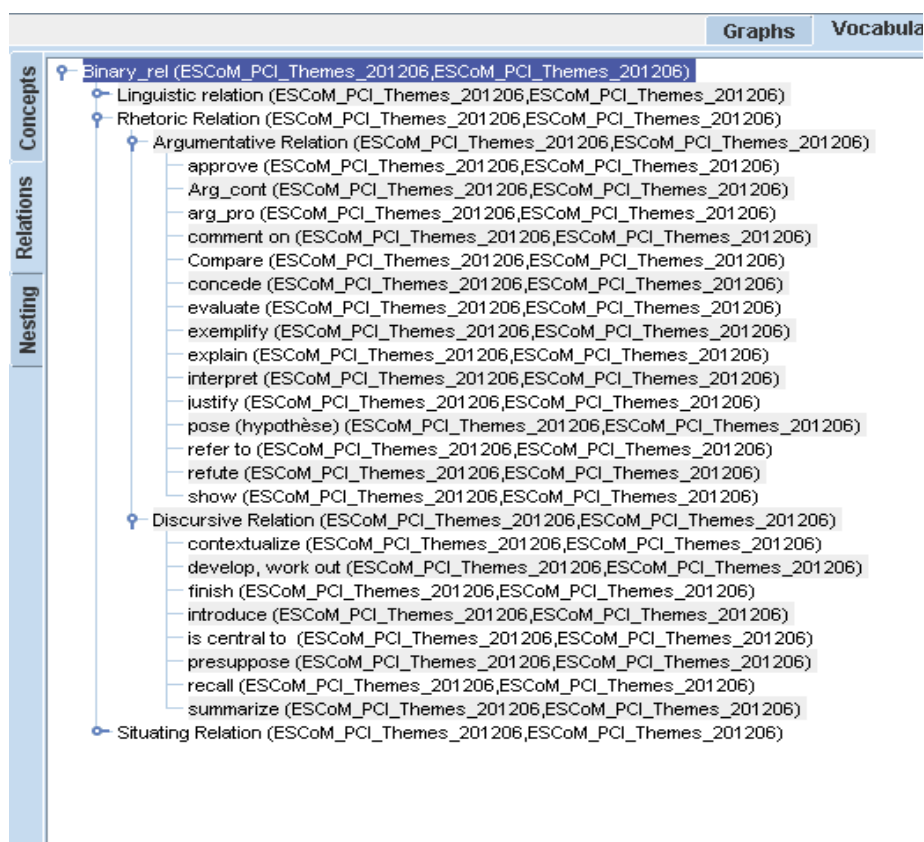 Graphs Vocabula
Concepts
Relations
Nesting
Binary_rel (ESCoM_PCI_Themes_201206,ESCoM_PCI_Themes_201206)
Linguistic relation (ESCoM_PCI_Themes_201206,ESCoM_PCI_Themes_201206)
Rhetoric Relation (ESCoM_PCI_Themes_201206,ESCoM_PCI_Themes_201206)
Argumentative Relation (ESCoM_PCI_Themes_201206,ESCoM_PCI_Themes_201206)
approve (ESCoM_PCI_Themes_201206,ESCoM_PCI_Themes_201206)
Arg_cont (ESCoM_PCI_Themes_201206,ESCoM_PCI_Themes_201206)
arg_pro (ESCoM_PCI_Themes_201206,ESCoM_PCI_Themes_201206)
comment on (ESCoM_PCI_Themes_201206,ESCoM_PCI_Themes_201206)
Compare (ESCoM_PCI_Themes_201206,ESCoM_PCI_Themes_201206)
concede (ESCoM_PCI_Themes_201206,ESCoM_PCI_Themes_201206)
evaluate (ESCoM_PCI_Themes_201206,ESCoM_PCI_Themes_201206)
exemplify (ESCoM_PCI_Themes_201206,ESCoM_PCI_Themes_201206)
explain (ESCoM_PCI_Themes_201206,ESCoM_PCI_Themes_201206)
interpret (ESCoM_PCI_Themes_201206,ESCoM_PCI_Themes_201206)
justify (ESCoM_PCI_Themes_201206,ESCoM_PCI_Themes_201206)
pose (hypothèse) (ESCoM_PCI_Themes_201206,ESCoM_PCI_Themes_201206)
refer to (ESCoM_PCI_Themes_201206,ESCoM_PCI_Themes_201206)
refute (ESCoM_PCI_Themes_201206,ESCoM_PCI_Themes_201206)
show (ESCoM_PCI_Themes_201206,ESCoM_PCI_Themes_201206)
Discursive Relation (ESCoM_PCI_Themes_201206,ESCoM_PCI_Themes_201206)
contextualize (ESCoM_PCI_Themes_201206,ESCoM_PCI_Themes_201206)
develop, work out (ESCoM_PCI_Themes_201206,ESCoM_PCI_Themes_201206)
finish (ESCoM_PCI_Themes_201206,ESCoM_PCI_Themes_201206)
introduce (ESCoM_PCI_Themes_201206,ESCoM_PCI_Themes_201206)
is central to (ESCoM_PCI_Themes_201206,ESCoM_PCI_Themes_201206)
presuppose (ESCoM_PCI_Themes_201206,ESCoM_PCI_Themes_201206)
recall (ESCoM_PCI_Themes_201206,ESCoM_PCI_Themes_201206)
summarize (ESCoM_PCI_Themes_201206,ESCoM_PCI_Themes_201206)
Situating Relation (ESCoM_PCI_Themes_201206,ESCoM_PCI_Themes_201206)